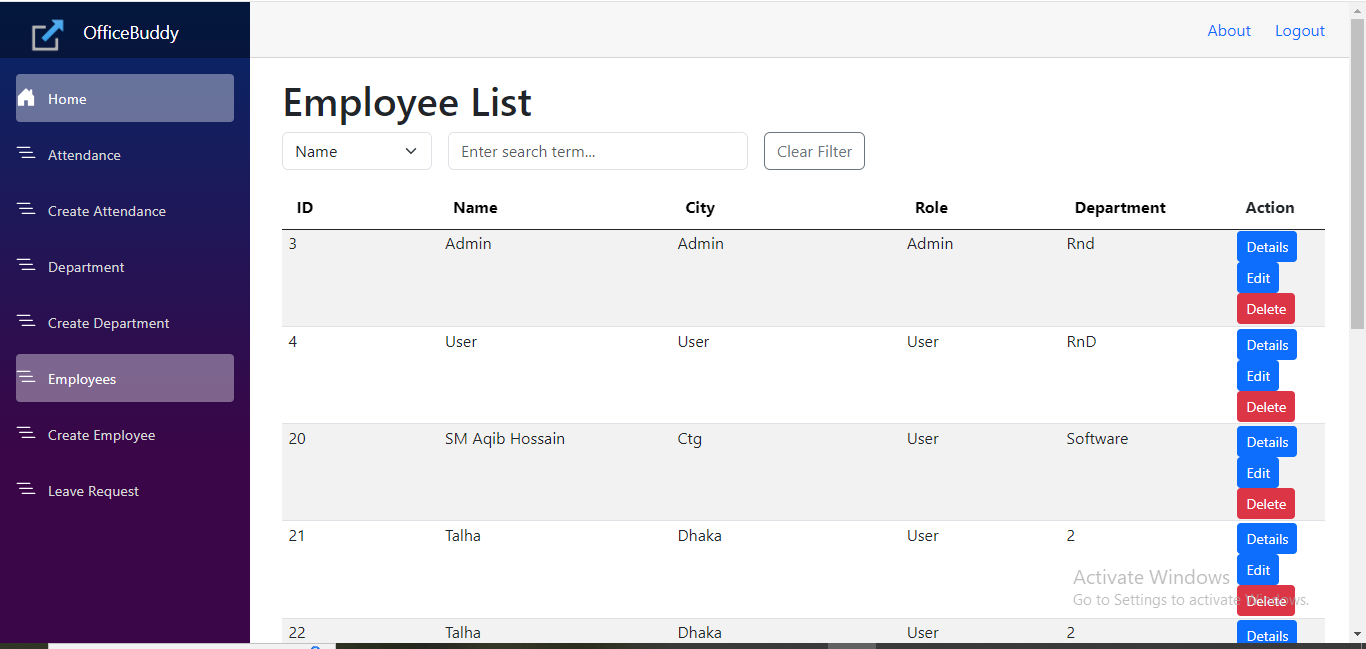 OfficeBuddy
About Logout
Home
Attendance
Create Attendance
Department
Create Department
Employees
Create Employee
Leave Request
Employee List
Name Enter search term... Clear Filter
ID Name City Role Department Action
3 Admin Admin Admin Rnd Details
Edit
Delete
4 User User User RnD Details
Edit
Delete
20 SM Aqib Hossain Ctg User Software Details
Edit
Delete
21 Talha Dhaka User 2 Details
Edit
Delete
22 Talha Dhaka User 2 Details
Activate Windows
Go to Settings to activate Windows.